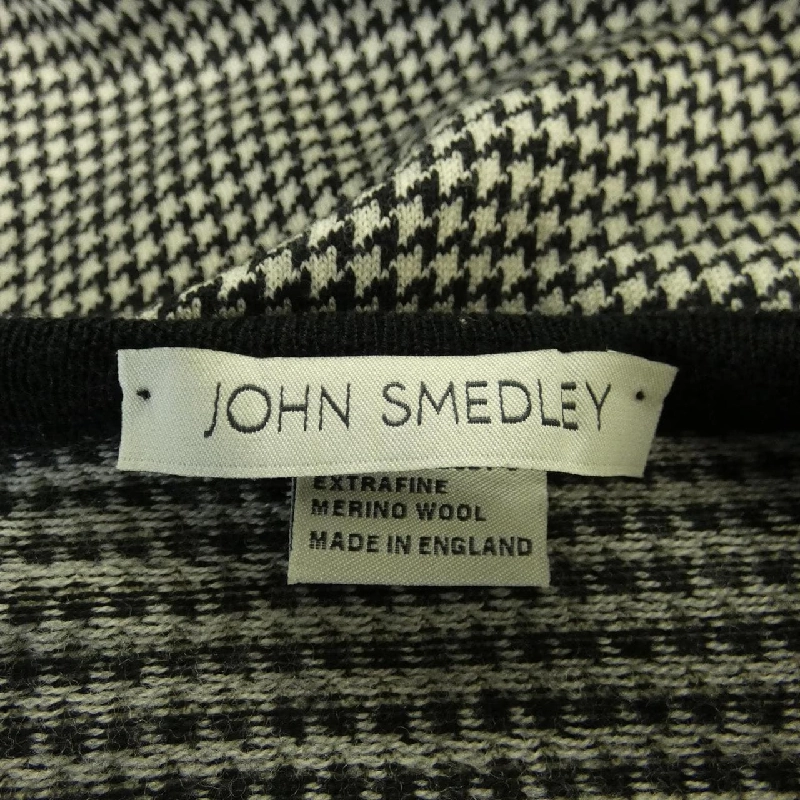 JOHN SMEDLEY
EXTRAFINE
MERINO WOOL
MADE IN ENGLAND